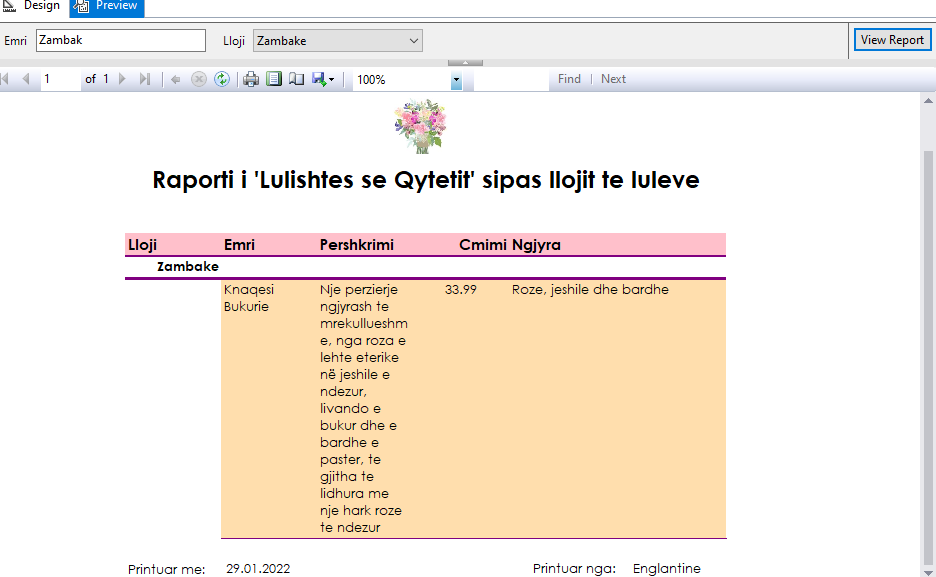 Design Preview
Emri Zambak Lloji Zambake View Report
1 of 1 100% Find | Next
Raporti i 'Lulishtes se Qytetit' sipas llojit te luleve
Lloji Emri Pershkrimi Cmimi Ngjyra
Zambake
Knaqesi Nje perzierje 33.99 Roze, jeshile dhe bardhe
Bukurie ngjyrash te
mrekullueshm
e, nga roza e
lehte eterike
në jeshile e
ndezur,
livando e
bukur dhe e
bardhe e
paster, te
gjitha te
lidhura me
nje hark roze
te ndezur
Printuar me: 29.01.2022 Printuar nga: Englantine